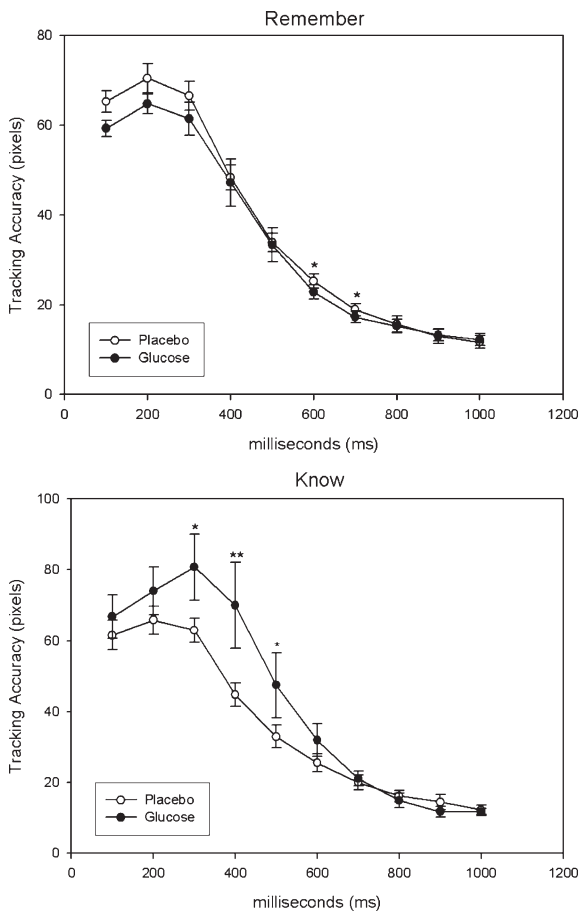 Remember
80
60
40
20
0
Tracking Accuracy (pixels)
* *
Placebo
Glucose
0 200 400 600 800 1000 1200
milliseconds (ms)
Know
100
80
60
40
20
0
Tracking Accuracy (pixels)
* ** *
Placebo
Glucose
0 200 400 600 800 1000 1200
milliseconds (ms)